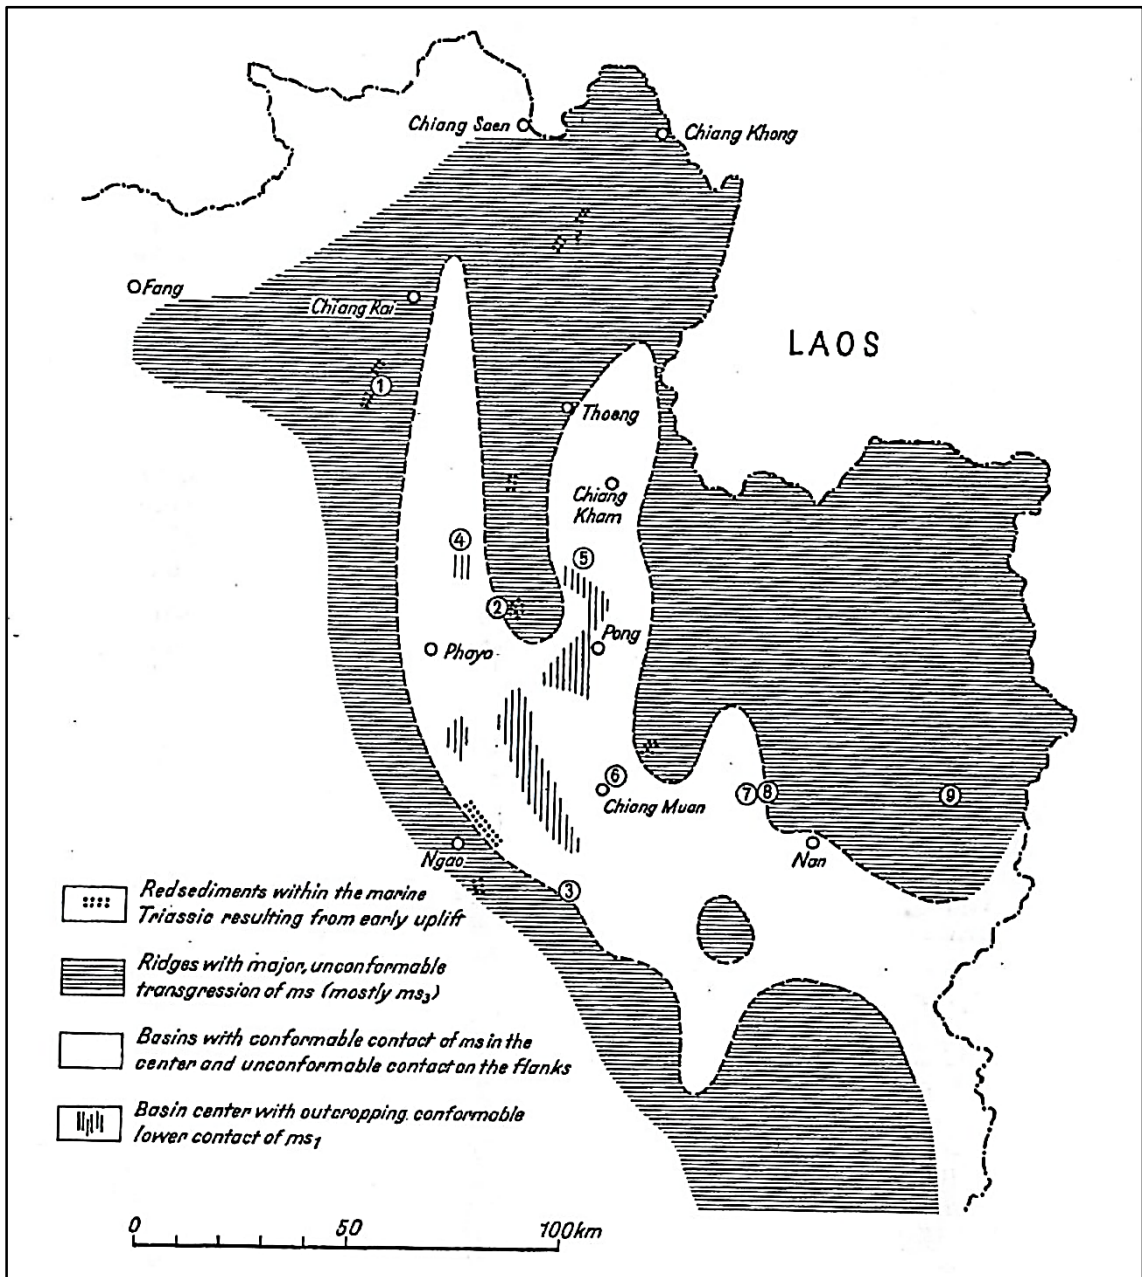 Chiang Saen
Chiang Khong
Fang
Chiang Rai
LAOS
1
Thoeng
Chiang
Kham
4
5
2
Phayo
Pong
6
Chiang Muan
7
8
9
Ngao
Nan
3
Redsediments within the marine
Triassic resulting from early uplift
Ridges with major, unconformable
transgression of ms (mostly ms3)
Basins with conformable contact of ms in the
center and unconformable contact on the flanks
Basin center with outcropping. conformable
lower contact of ms1
0 50 100km